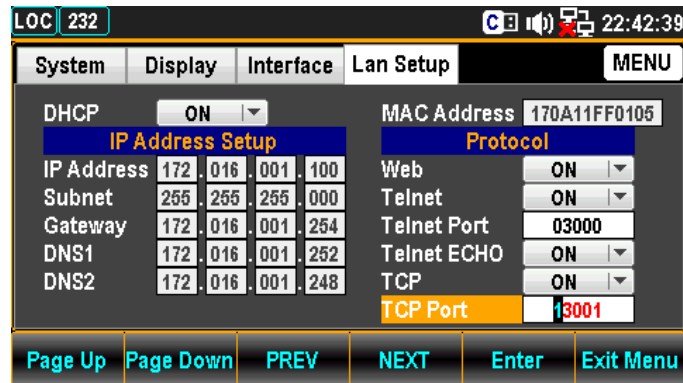 LOC 232 C 22:42:39
System Display Interface Lan Setup MENU
DHCP ON MAC Address 170A11FF0105
IP Address Setup Protocol
IP Address 172 . 016 . 001 . 100 Web ON
Subnet 255 . 255 . 255 . 000 Telnet ON
Gateway 172 . 016 . 001 . 254 Telnet Port 03000
DNS1 172 . 016 . 001 . 252 Telnet ECHO ON
DNS2 172 . 016 . 001 . 248 TCP ON
TCP Port 13001
Page Up Page Down PREV NEXT Enter Exit Menu